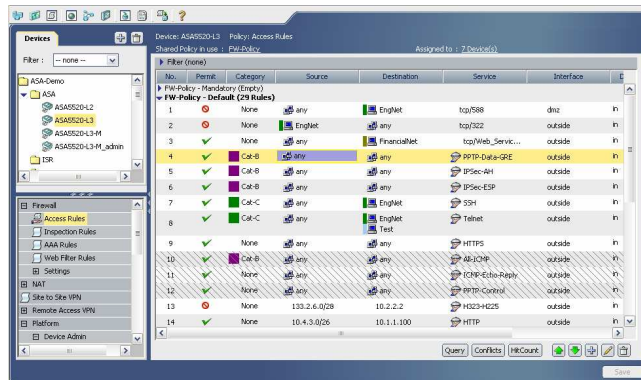 Devices
Filter : -- none --
ASA-Demo
ASA
ASA5520-L2
ASA5520-L3
ASA5520-L3-M
ASA5520-L3-M_admin
ISR
Firewall
Access Rules
Inspection Rules
AAA Rules
Web Filter Rules
Settings
NAT
Site to Site VPN
Remote Access VPN
Platform
Device Admin
Device: ASA5520-L3 Policy: Access Rules
Shared Policy in use : FW-Policy Assigned to : 7 Device(s)
Filter (none)
No. Permit Category Source Destination Service Interface D
FW-Policy - Mandatory (Empty)
FW-Policy - Default (29 Rules)
1 None any EngNet tcp/588 dmz in
2 None EngNet any tcp/322 outside in
3 None any FinancialNet tcp/Web_Servic... outside in
4 Cat-B any any PPTP-Data-GRE outside in
5 Cat-B any any IPSec-AH outside in
6 Cat-B any any IPSec-ESP outside in
7 Cat-C any EngNet SSH outside in
8 Cat-C any EngNet Telnet outside in
Test
9 None any any HTTPS outside in
10 Cat-B any any All-ICMP outside in
11 None any any ICMP-Echo-Reply outside in
12 None any any PPTP-Control outside in
13 None 133.2.6.0/28 10.2.2.2 H323-H225 outside in
14 None 10.4.3.0/26 10.1.1.100 HTTP outside in
Query Conflicts HitCount
Save